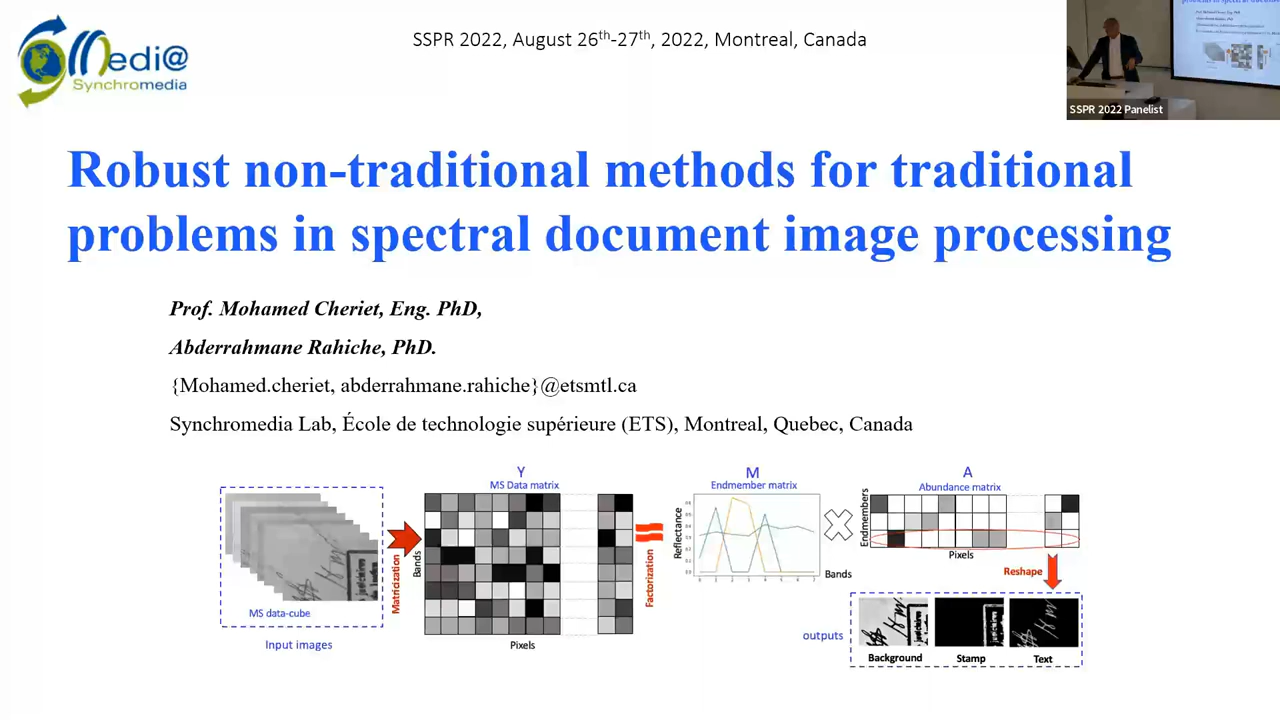 Medi@
Synchromedia
SSPR 2022, August 26th-27th, 2022, Montreal, Canada
SSPR 2022 Panelist
Robust non-traditional methods for traditional
problems in spectral document image processing
Prof. Mohamed Cheriet, Eng. PhD,
Abderrahmane Rahiche, PhD.
{Mohamed.cheriet, abderrahmane.rahiche}@etsmtl.ca
Synchromedia Lab, École de technologie supérieure (ETS), Montreal, Quebec, Canada
Y
MS Data matrix
M
Endmember matrix
A
Abundance matrix
MS data-cube
Input images
Matricization
Bands
Pixels
Factorization
Reflectance
Bands
Endmembers
Pixels
Reshape
outputs
Background
Stamp
Text